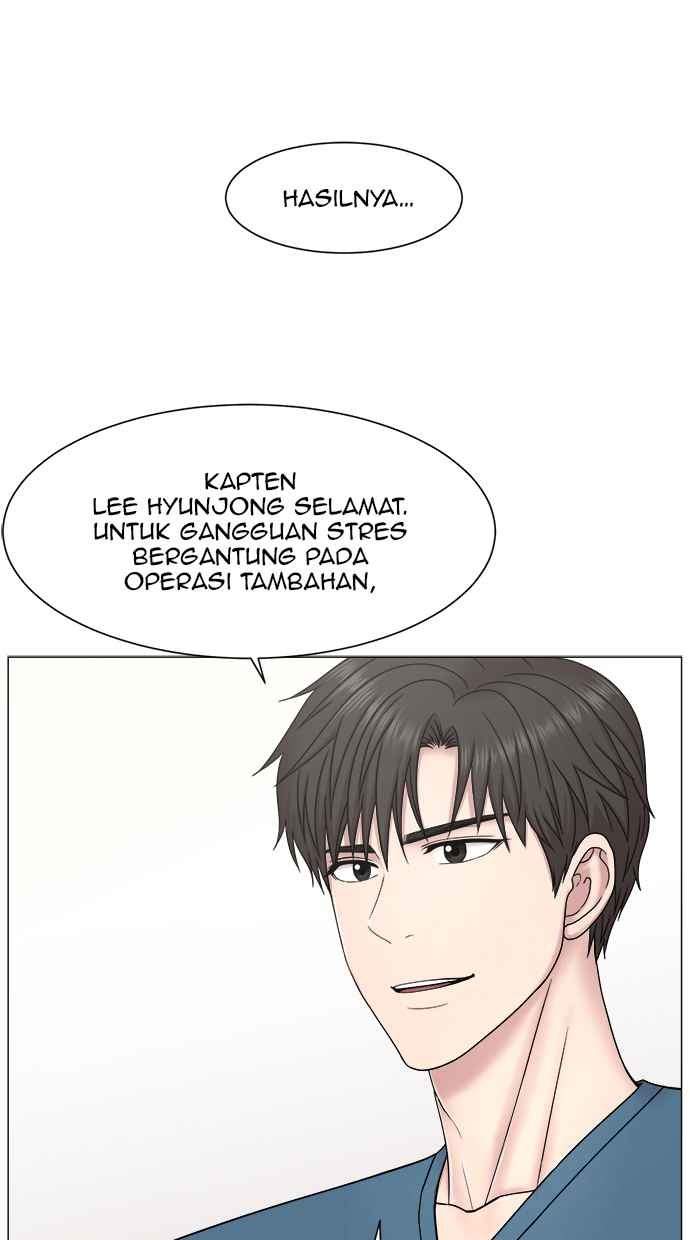 HASILNYA...
KAPTEN
LEE HYUNJONG SELAMAT.
UNTUK GANGGUAN STRES
BERGANTUNG PADA
OPERASI TAMBAHAN,